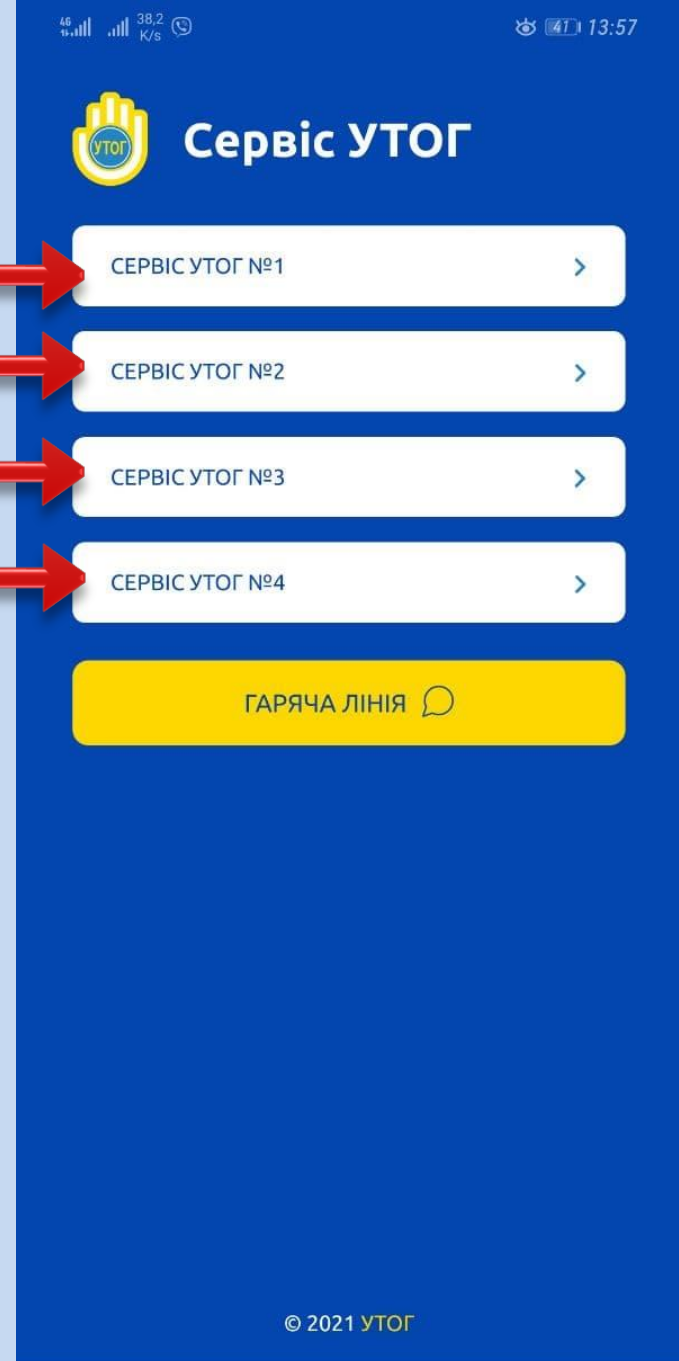 46 38,2 K/s 41 13:57
УТОГ
Сервіс УТОГ
СЕРВІС УТОГ №1
СЕРВІС УТОГ №2
СЕРВІС УТОГ №3
СЕРВІС УТОГ №4
ГАРЯЧА ЛІНІЯ
© 2021 УТОГ